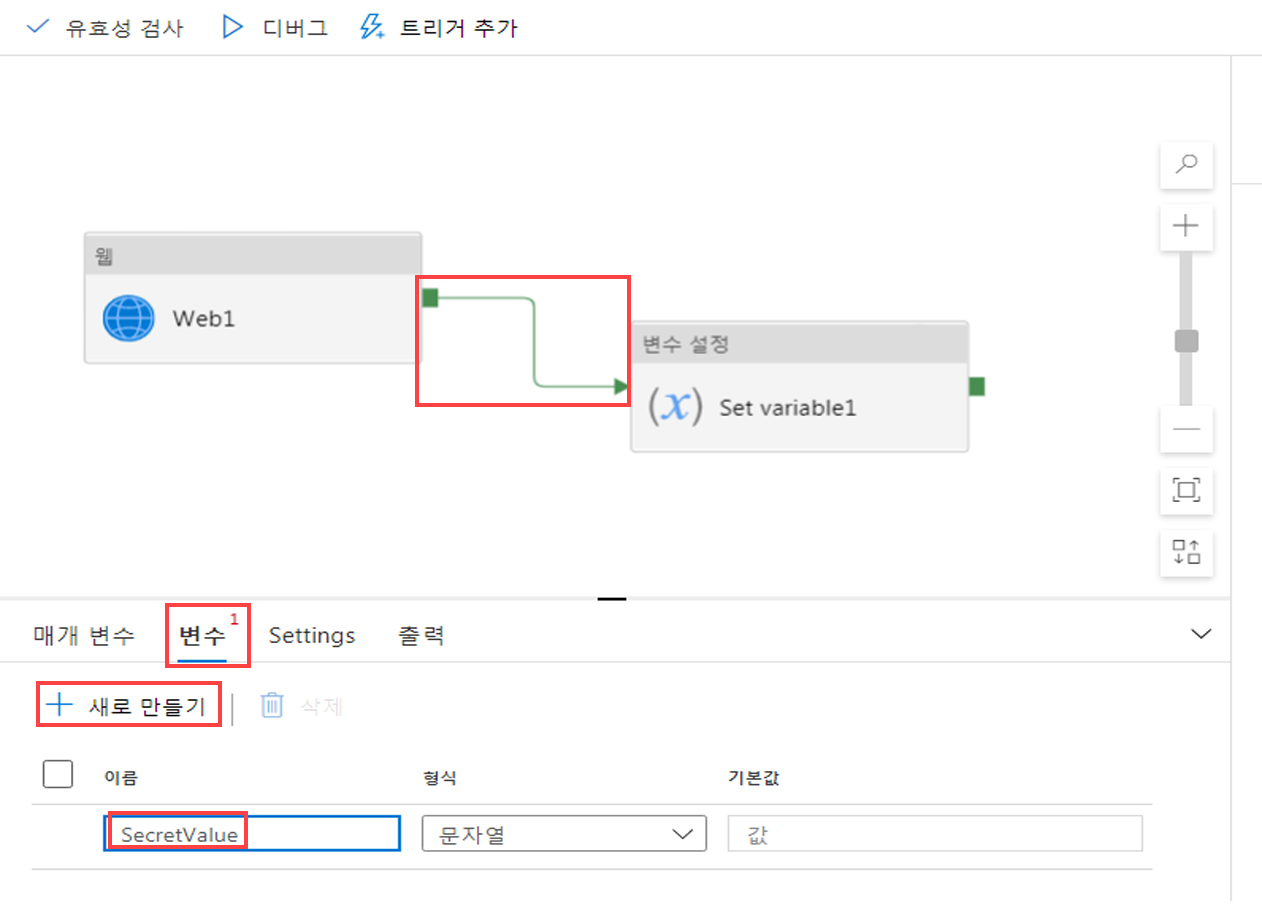 유효성 검사 디버그 트리거 추가
웹
Web1
변수 설정
(x) Set variable1
매개 변수 변수 1 Settings 출력
새로 만들기 삭제
이름 형식 기본값
SecretValue 문자열 값